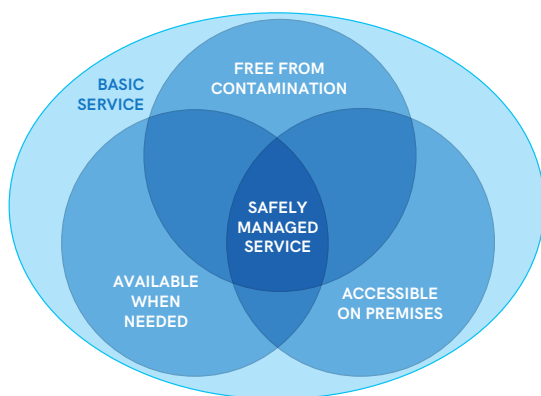 FREE FROM
CONTAMINATION
BASIC
SERVICE
SAFELY
MANAGED
SERVICE
AVAILABLE
WHEN
NEEDED
ACCESSIBLE
ON PREMISES